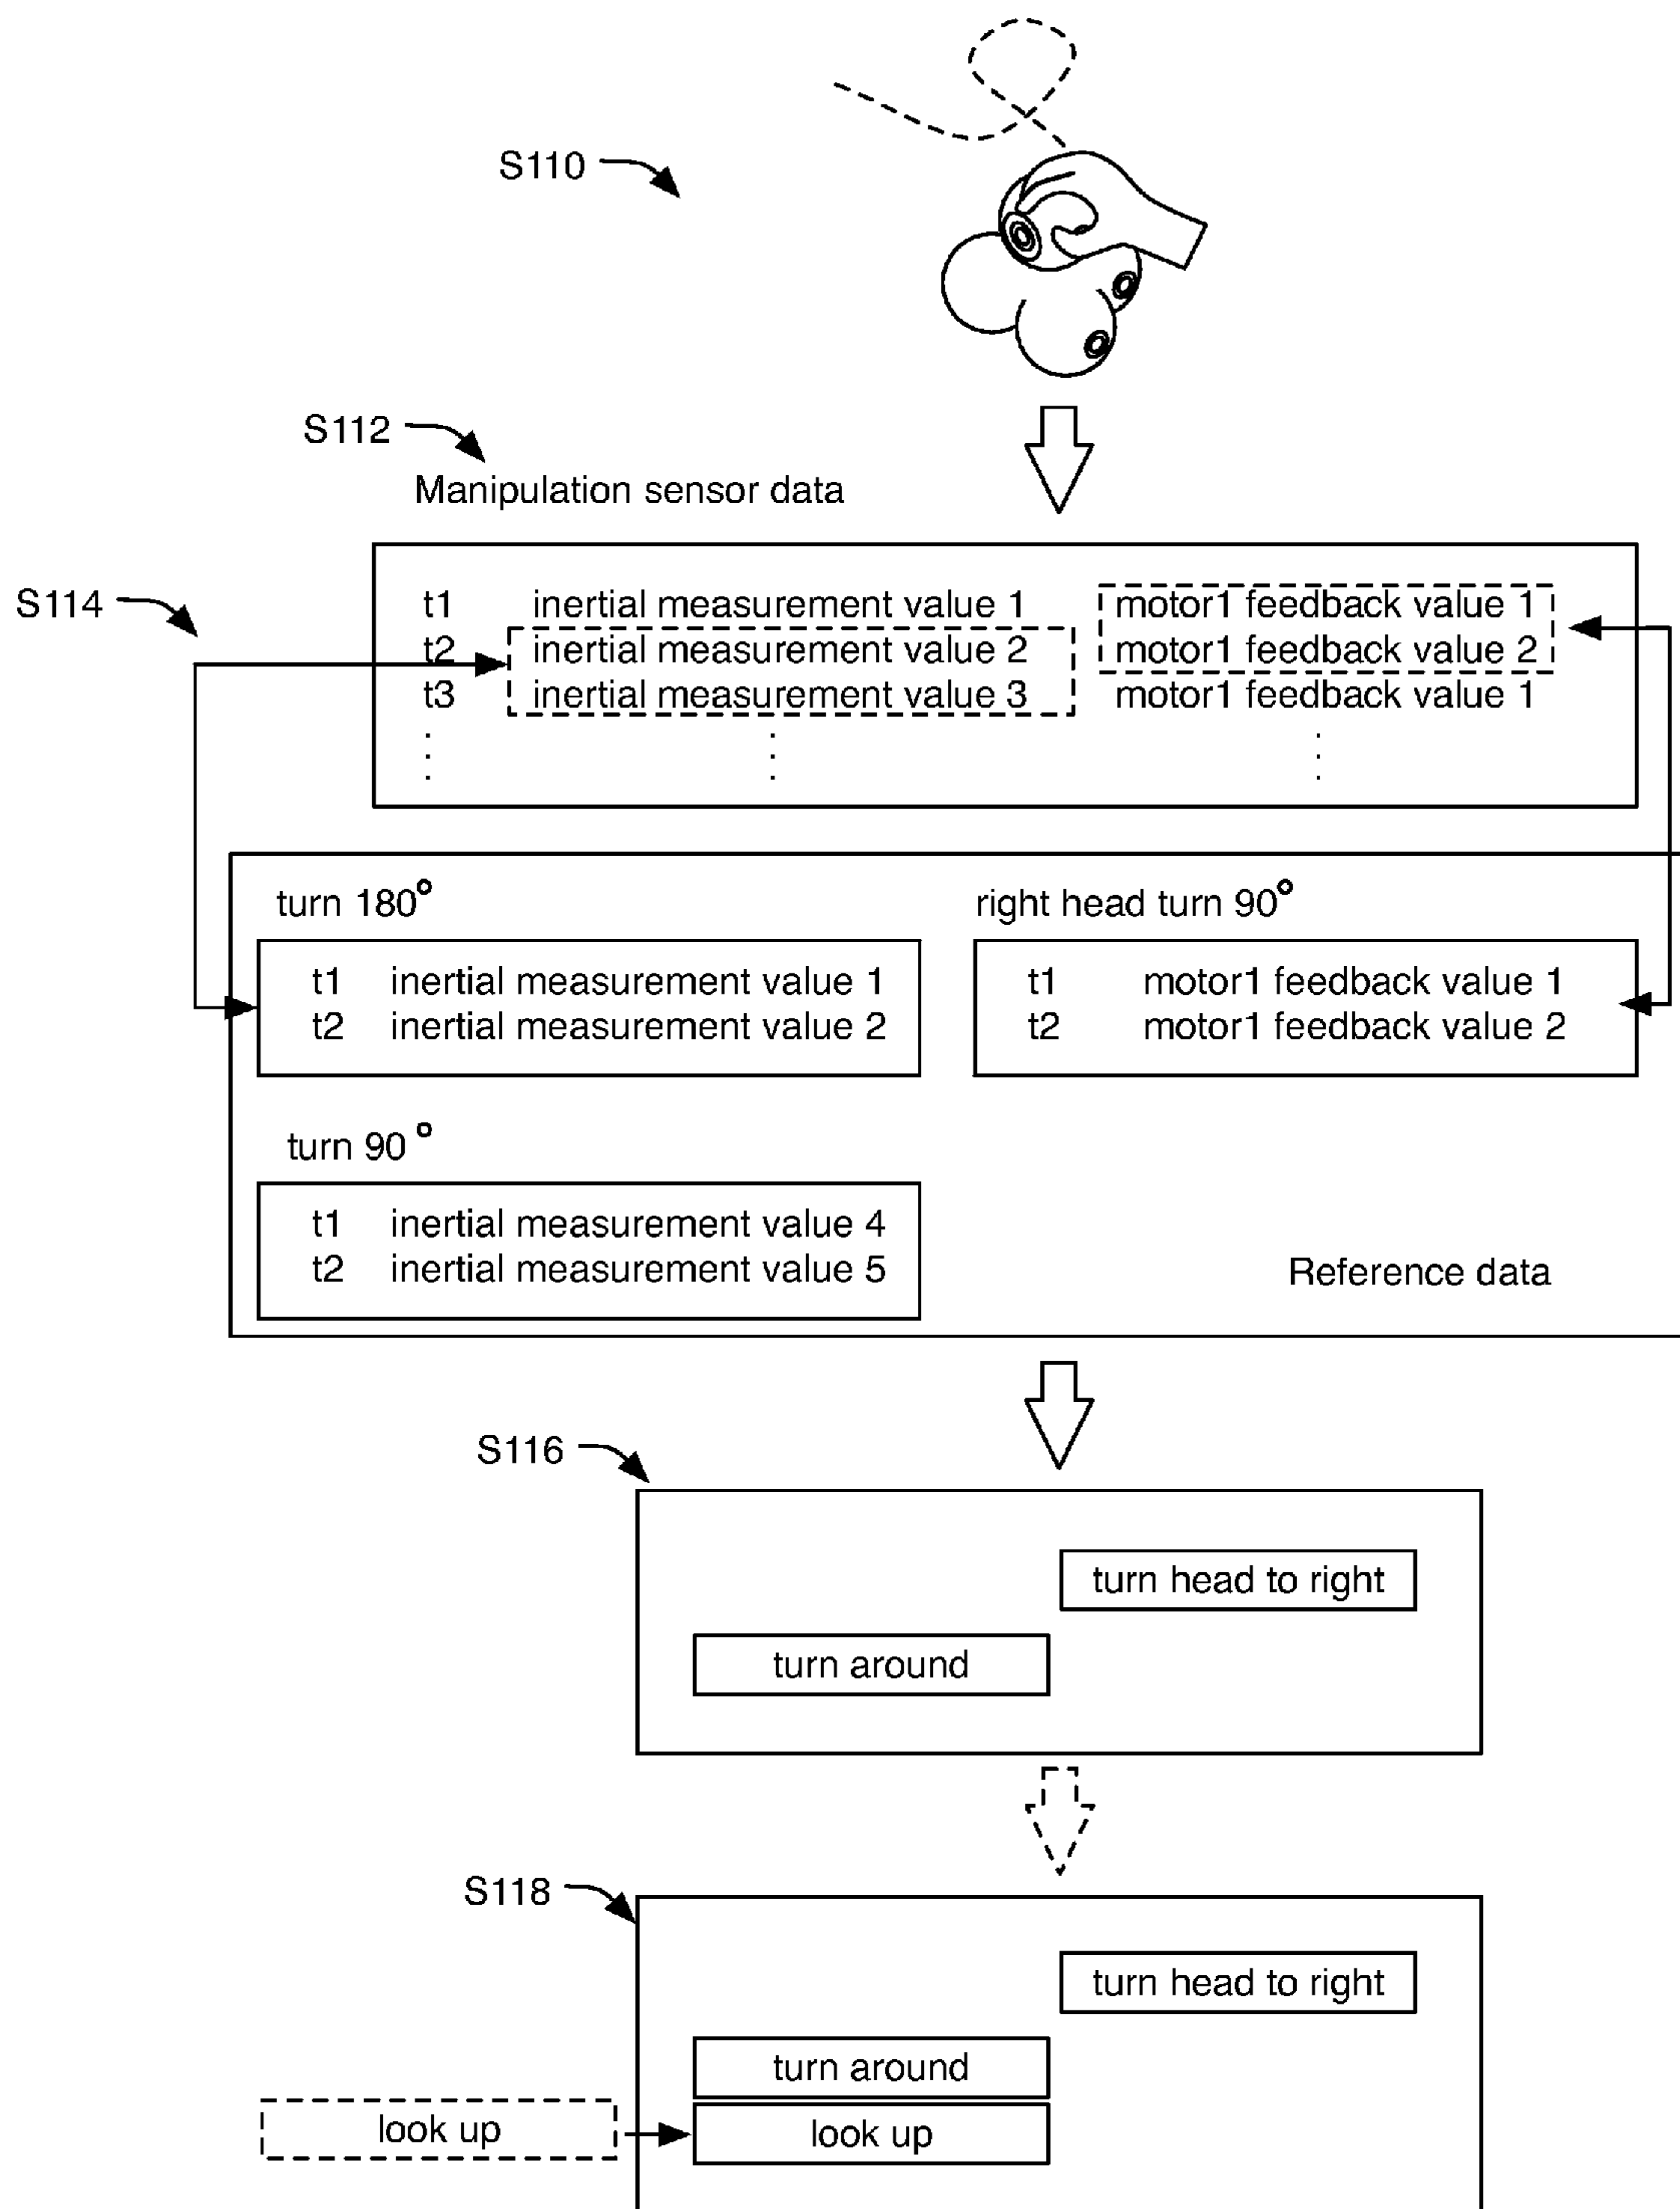 S110
S112
Manipulation sensor data
S114
t1 inertial measurement value 1 motor1 feedback value 1
t2 inertial measurement value 2 motor1 feedback value 2
t3 inertial measurement value 3 motor1 feedback value 1
turn 180°
t1 inertial measurement value 1
t2 inertial measurement value 2
right head turn 90°
t1 motor1 feedback value 1
t2 motor1 feedback value 2
turn 90 °
t1 inertial measurement value 4
t2 inertial measurement value 5
Reference data
S116
turn head to right
turn around
S118
turn head to right
turn around
look up
look up